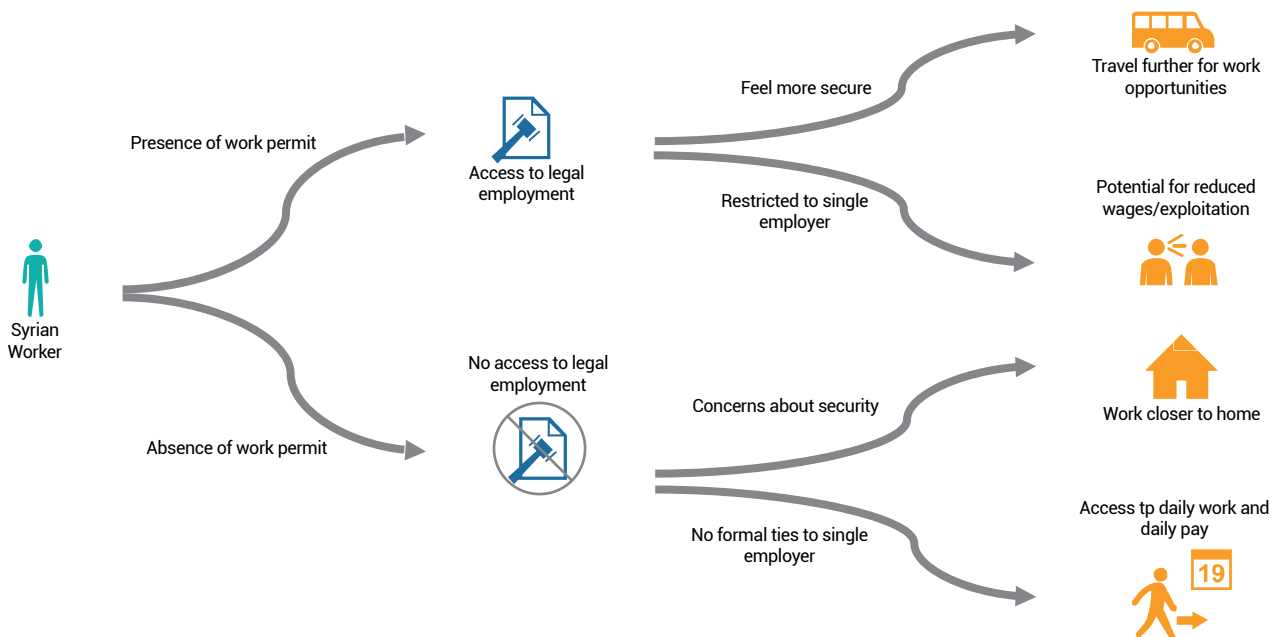 Syrian
Worker
Presence of work permit
Absence of work permit
Access to legal
employment
No access to legal
employment
Feel more secure
Restricted to single
employer
Concerns about security
No formal ties to single
employer
Travel further for work
opportunities
Potential for reduced
wages/exploitation
Work closer to home
Access tp daily work and
daily pay
19